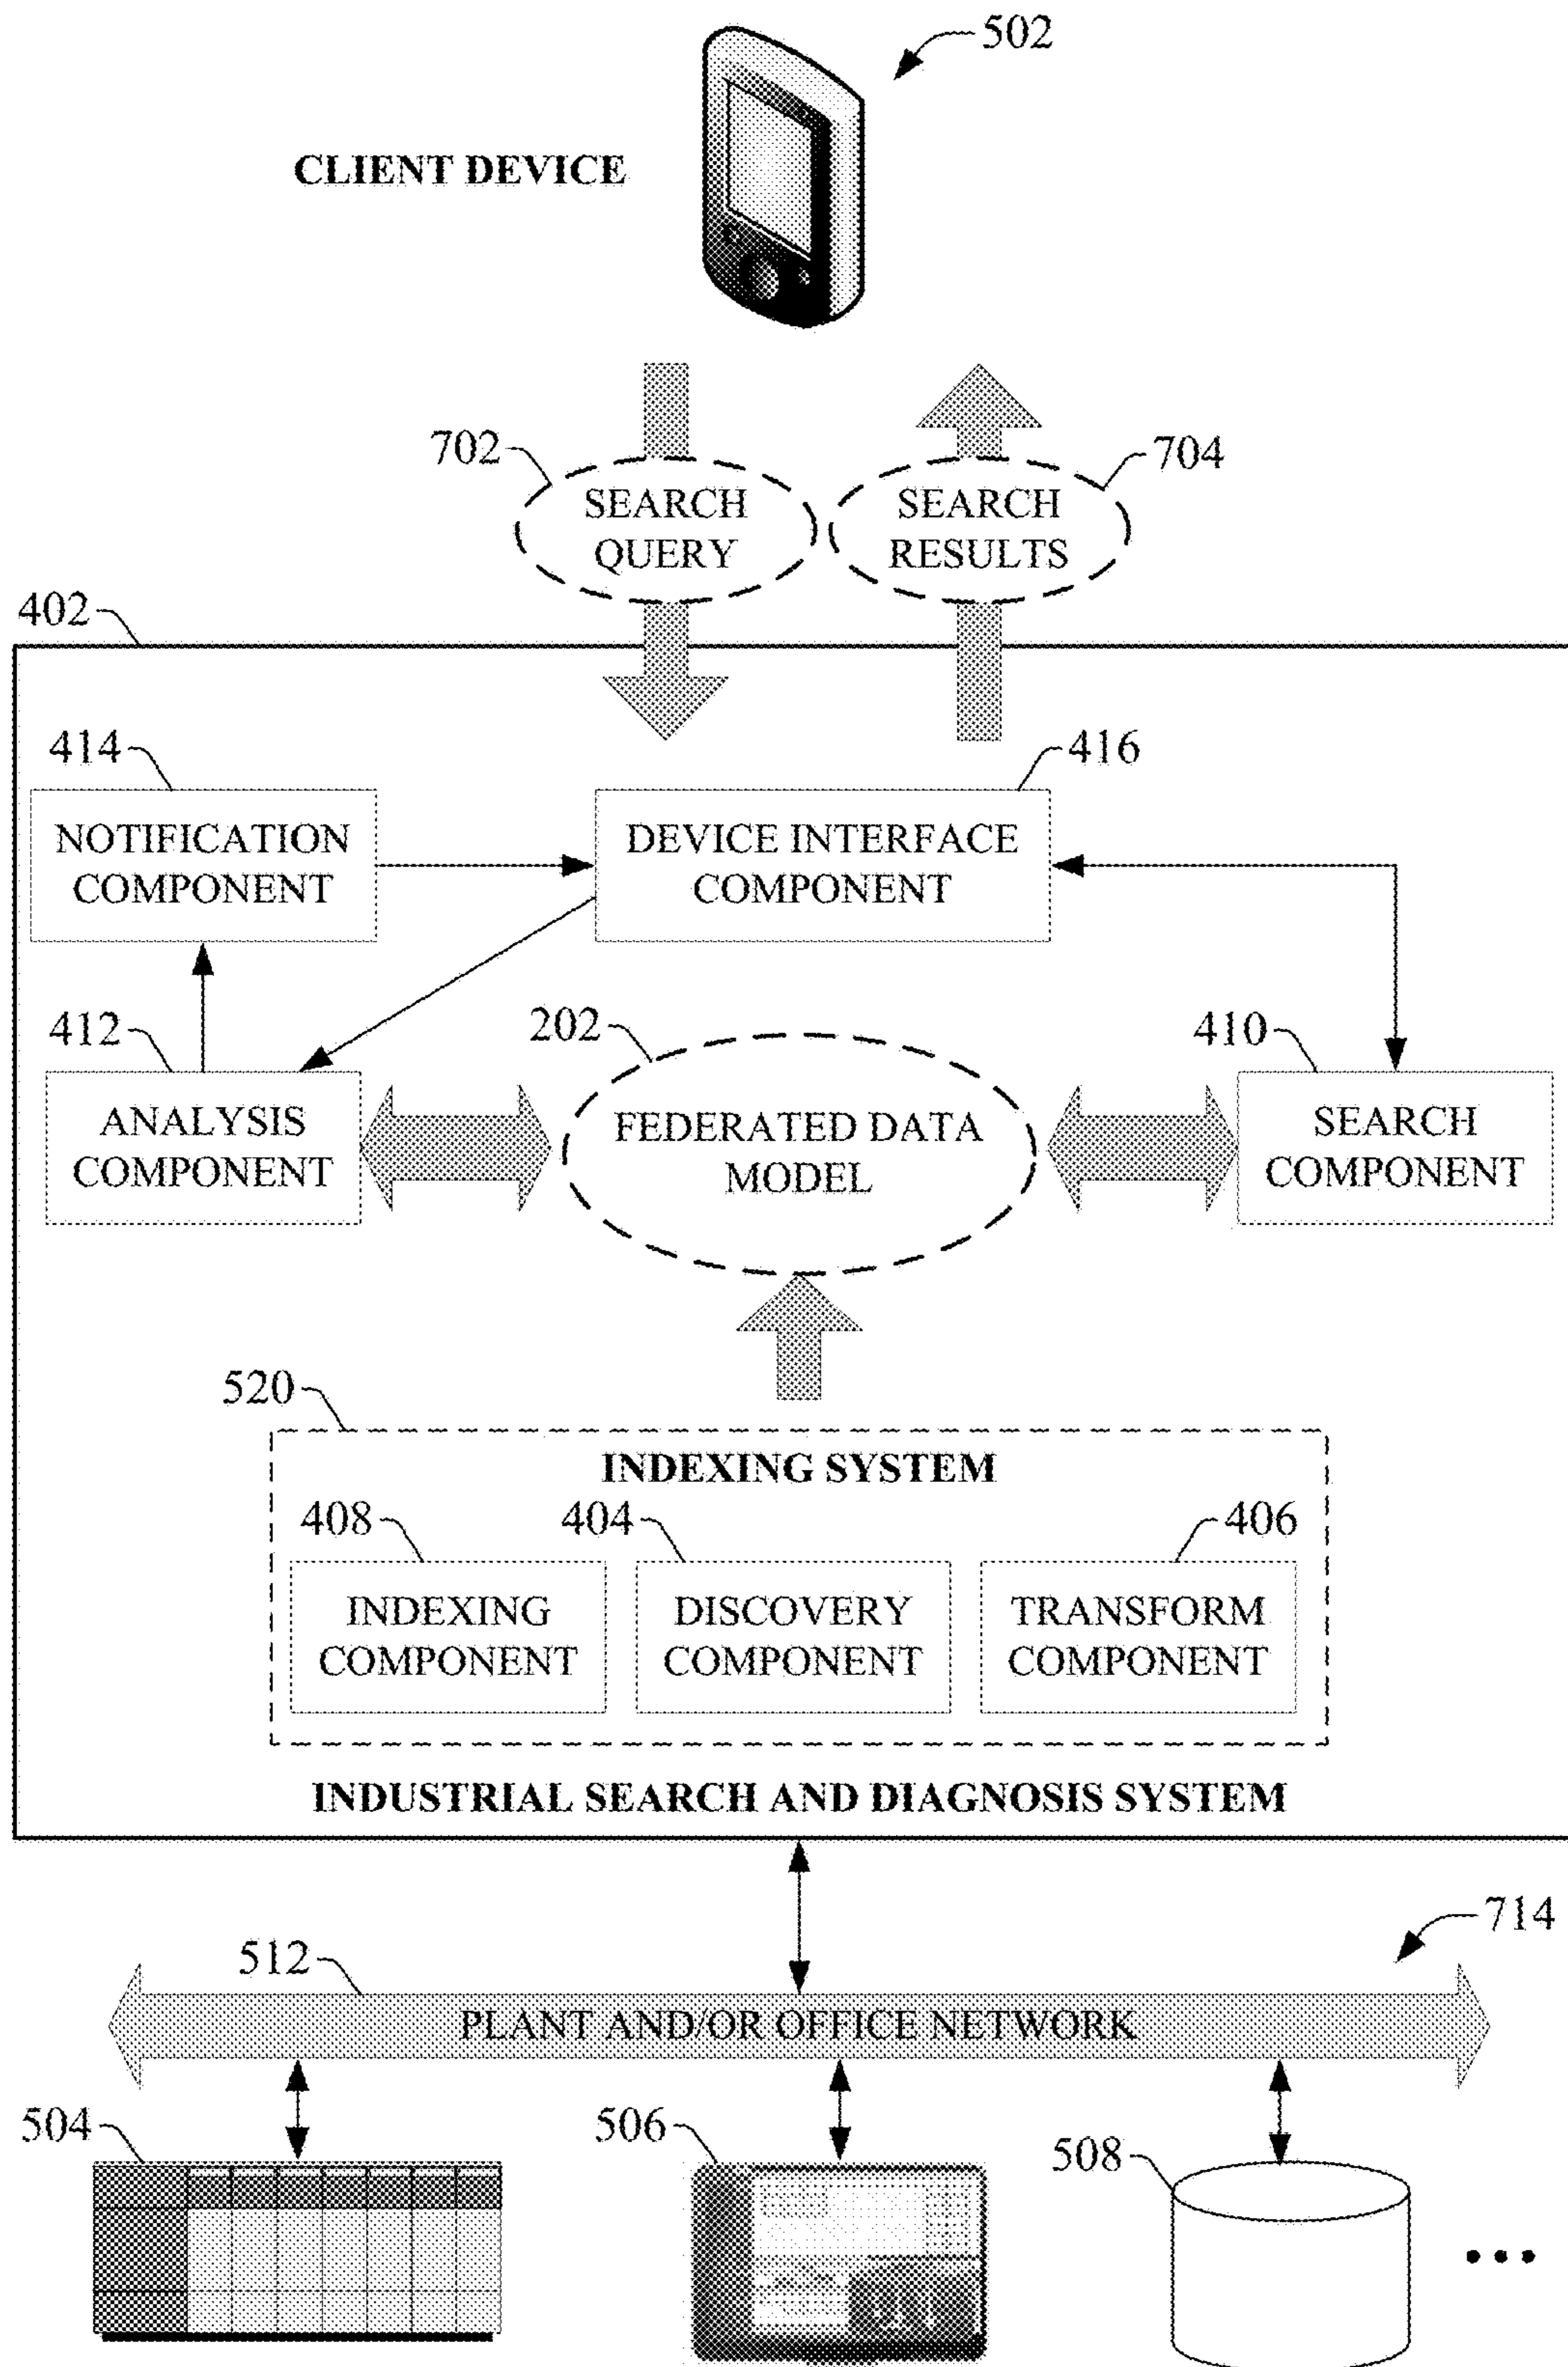 502
CLIENT DEVICE
702
704
SEARCH
QUERY
SEARCH
RESULTS
402
414
416
NOTIFICATION
COMPONENT
DEVICE INTERFACE
COMPONENT
412
202
410
ANALYSIS
COMPONENT
FEDERATED DATA
MODEL
SEARCH
COMPONENT
520
INDEXING SYSTEM
408
404
406
INDEXING
COMPONENT
DISCOVERY
COMPONENT
TRANSFORM
COMPONENT
INDUSTRIAL SEARCH AND DIAGNOSIS SYSTEM
714
512
PLANT AND/OR OFFICE NETWORK
504
506
508